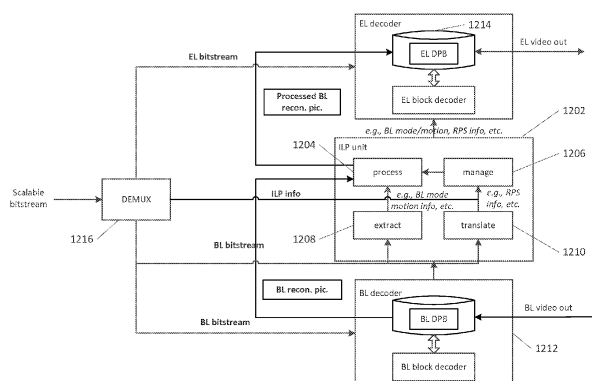 EL decoder
1214
EL bitstream
EL DPB
EL video out
Processed BL
recon. pic.
EL block decoder
1202
e.g., BL mode/motion, RPS info, etc.
1204
ILP unit
1206
process
manage
Scalable
bitstream
DEMUX
ILP info
e.g., BL mode
motion info, etc.
e.g., RPS
info, etc.
1216
1208
extract
translate
1210
BL bitstream
BL recon. pic.
BL decoder
BL video out
BL bitstream
BL DPB
1212
BL block decoder